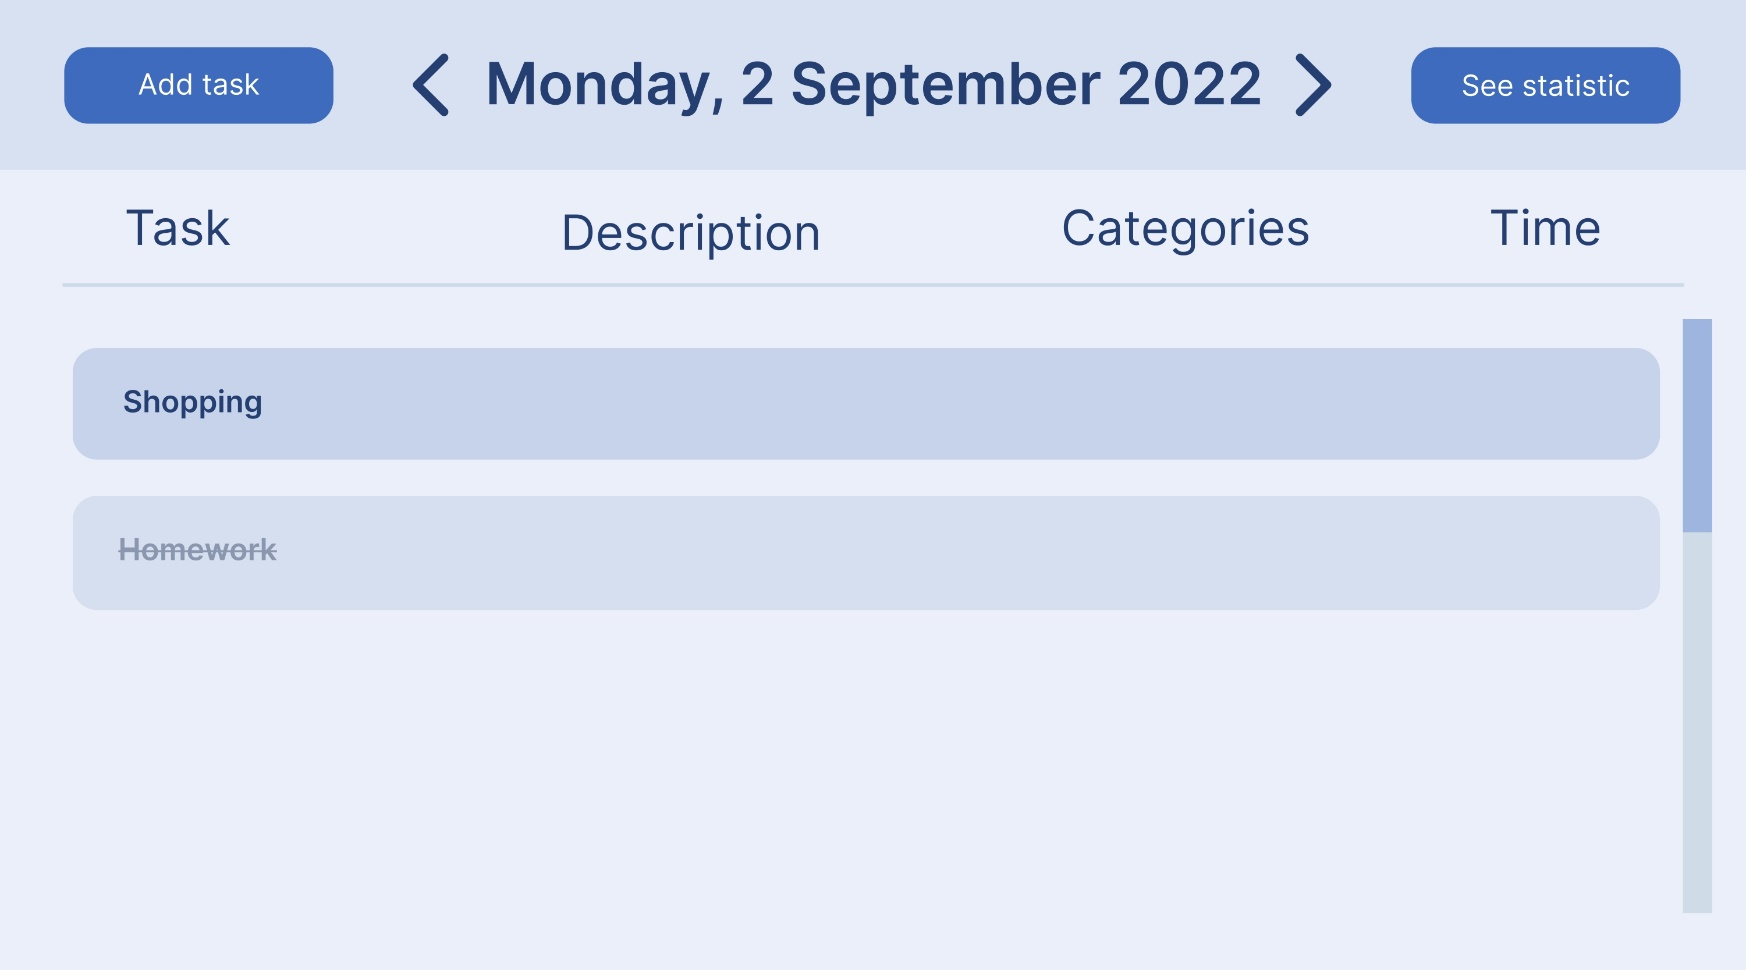 Add task
Monday, 2 September 2022
See statistic
Task
Description
Categories
Time
Shopping
Homework